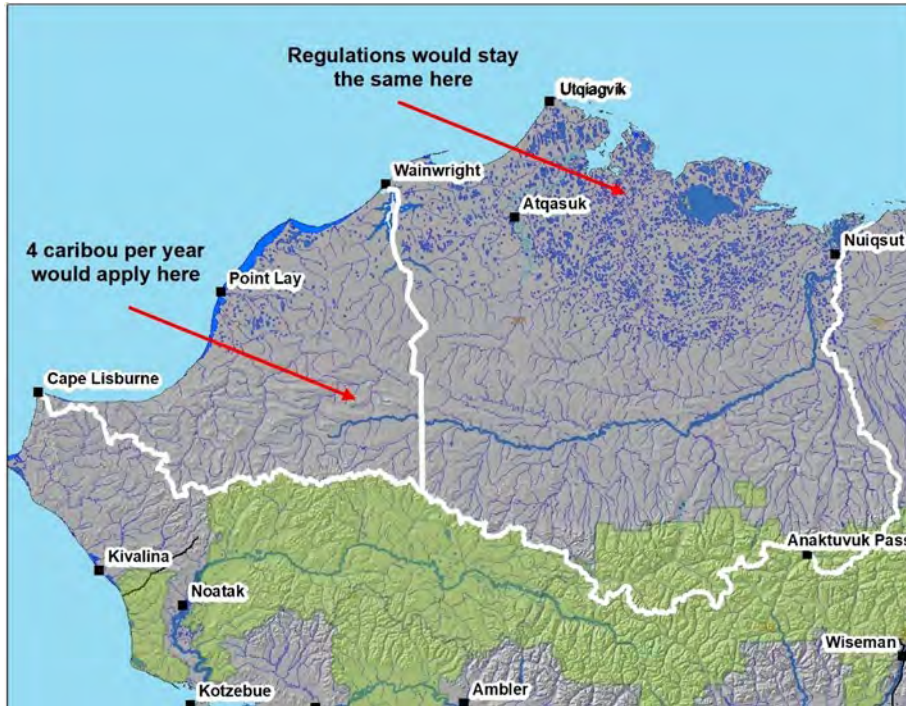 Regulations would stay
the same here
Utqiagvik
Wainwright
Atqasuk
Nuiqsut
4 caribou per year
would apply here
Point Lay
Cape Lisburne
Anaktuvuk Pass
Kivalina
Noatak
Wiseman
Kotzebue
Ambler